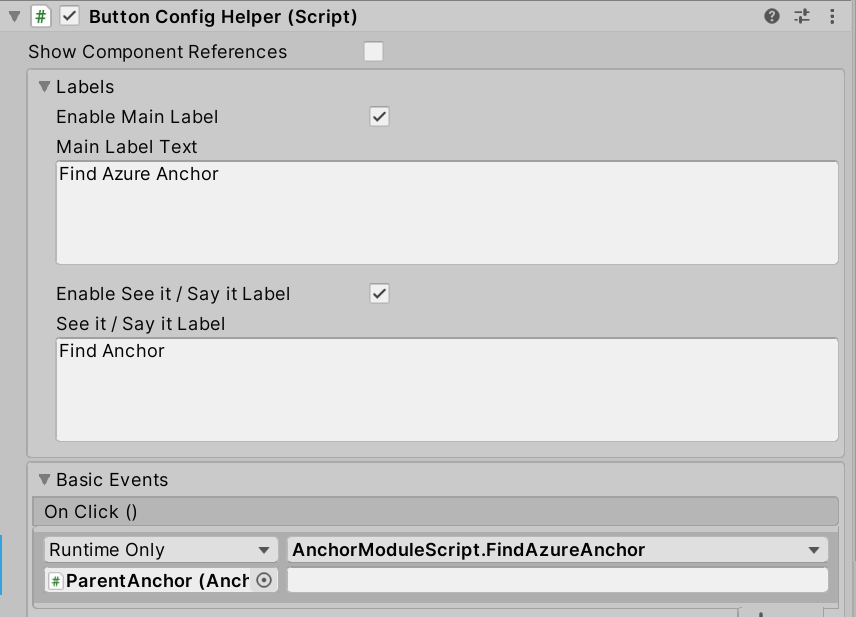 # Button Config Helper (Script)
Show Component References
Labels
Enable Main Label
Main Label Text
Find Azure Anchor
Enable See it / Say it Label
See it / Say it Label
Find Anchor
Basic Events
On Click ()
Runtime Only AnchorModuleScript.FindAzureAnchor
# ParentAnchor (Anch